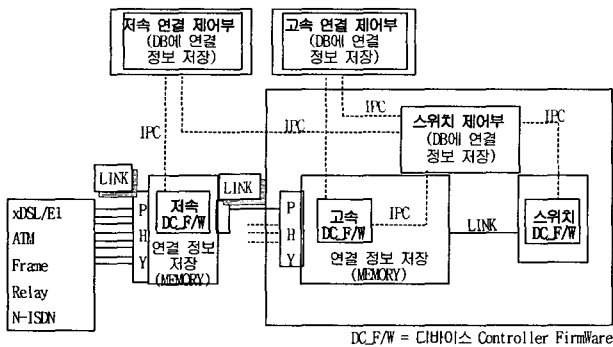 저속 연결 제어부
(DB에 연결
정보 저장)
고속 연결 제어부
(DB에 연결
정보 저장)
IPC
스위치 제어부
(DB에 연결
정보 저장)
IPC
IPC
IPC
LINK
LINK
xDSL/E1
ATM
Frame
Relay
N-ISDN
P
H
Y
저속
DC_F/W
연결 정보
저장
(MEMORY)
P
H
Y
고속
DC_F/W
IPC
연결 정보 저장
(MEMORY)
LINK
스위치
DC_F/W
DC_F/W = 디바이스 Controller FirmWare